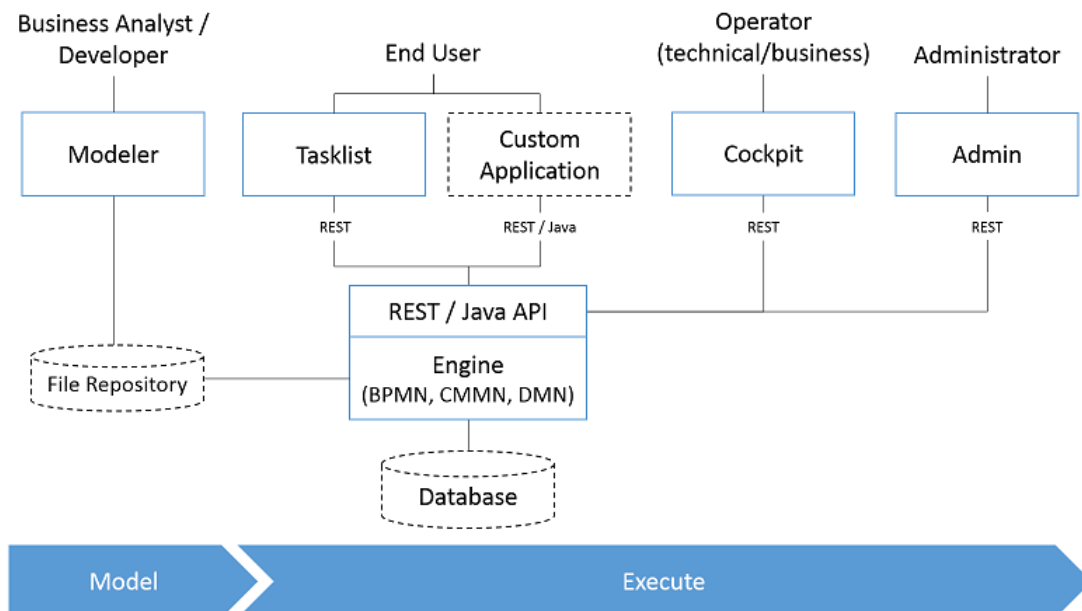 Business Analyst /
Developer
End User
Operator
(technical/business)
Administrator
Modeler
Tasklist
Custom
Application
Cockpit
Admin
REST
REST / Java
REST
REST
REST / Java API
Engine
(BPMN, CMMN, DMN)
File Repository
Database
Model
Execute